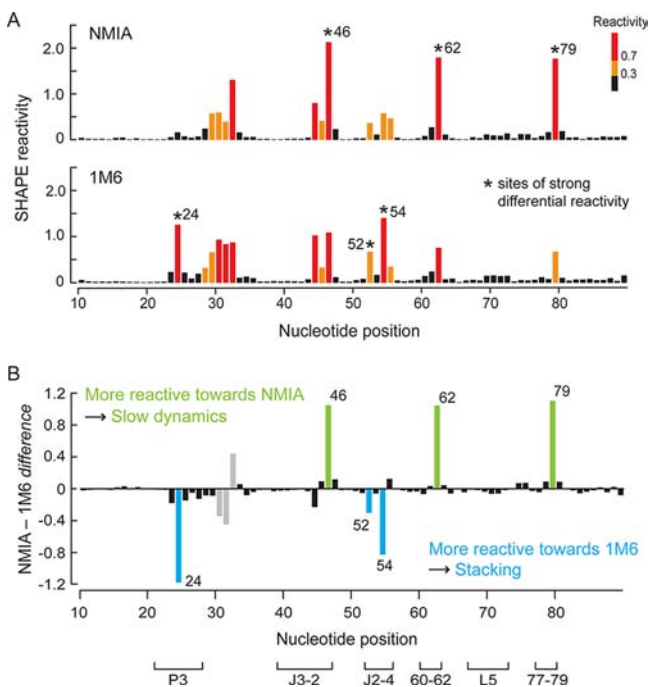 A
NMIA
Reactivity
0.7
0.3
*46
*62
*79
2.0
1.0
0
SHAPE reactivity
1M6
* sites of strong
differential reactivity
*24
52*
*54
2.0
1.0
0
10 20 30 40 50 60 70 80
Nucleotide position
B
More reactive towards NMIA
→ Slow dynamics
46
62
79
1.2
0.8
0.4
0
-0.4
-0.8
-1.2
NMIA – 1M6 difference
24
52
54
More reactive towards 1M6
→ Stacking
10 20 30 40 50 60 70 80
Nucleotide position
P3 J3-2 J2-4 60-62 L5 77-79